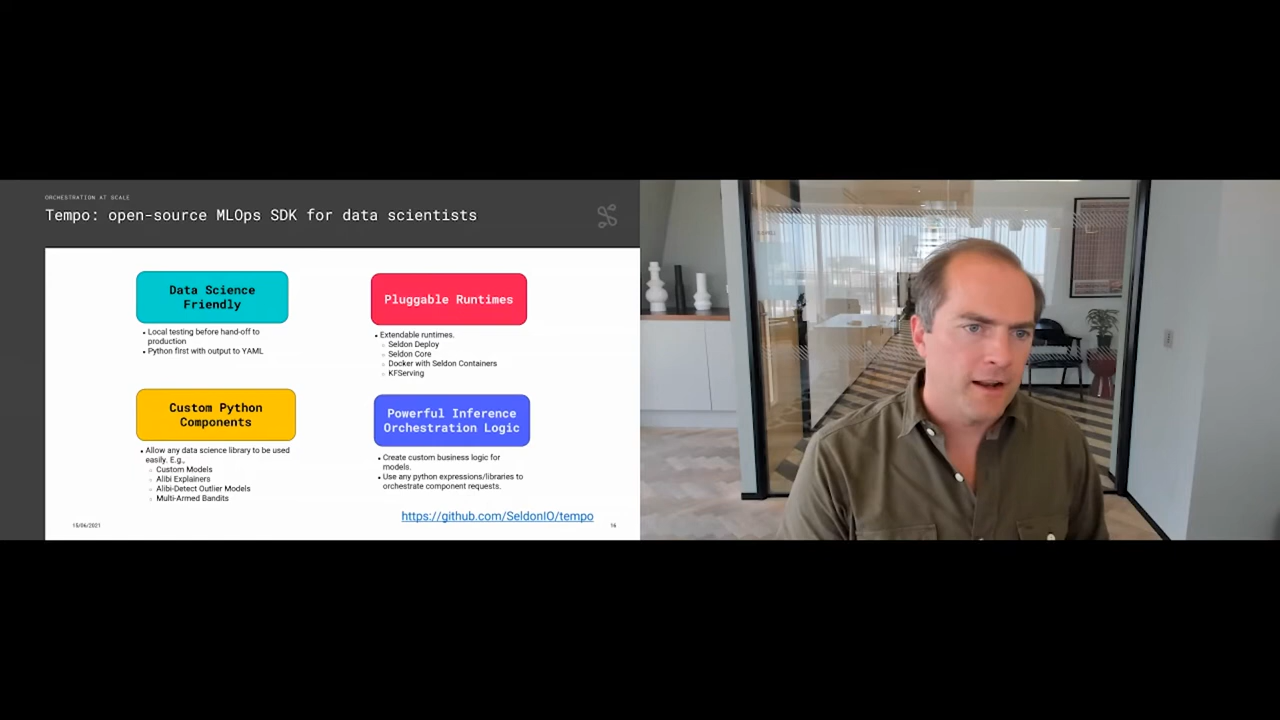 ORCHESTRATION AT SCALE
Tempo: open-source MLOps SDK for data scientists
Data Science
Friendly
• Local testing before hand-off to
production
• Python first with output to YAML
Pluggable Runtimes
• Extendable runtimes.
○ Seldon Deploy
○ Seldon Core
○ Docker with Seldon Containers
○ KFServing
Custom Python
Components
• Allow any data science library to be used
easily. E.g.,
○ Custom Models
○ Alibi Explainers
○ Alibi-Detect Outlier Models
○ Multi-Armed Bandits
Powerful Inference
Orchestration Logic
• Create custom business logic for
models.
• Use any python expressions/libraries to
orchestrate component requests.
https://github.com/SeldonIO/tempo
15/06/2021
16